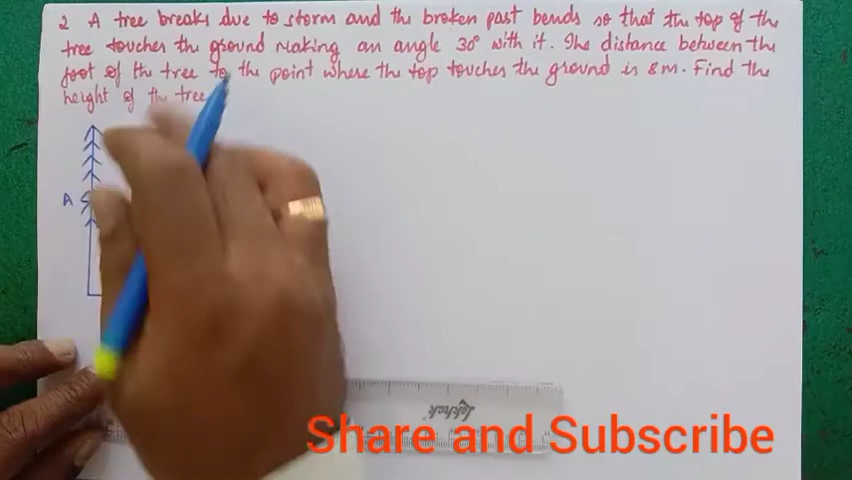 2 A tree breaks due to storm and the broken past bends so that the top of the
tree touches the ground making an angle 30° with it. The distance between the
foot of the tree to the point where the top touches the ground is 8m. Find the
height of the tree
A
Share and Subscribe